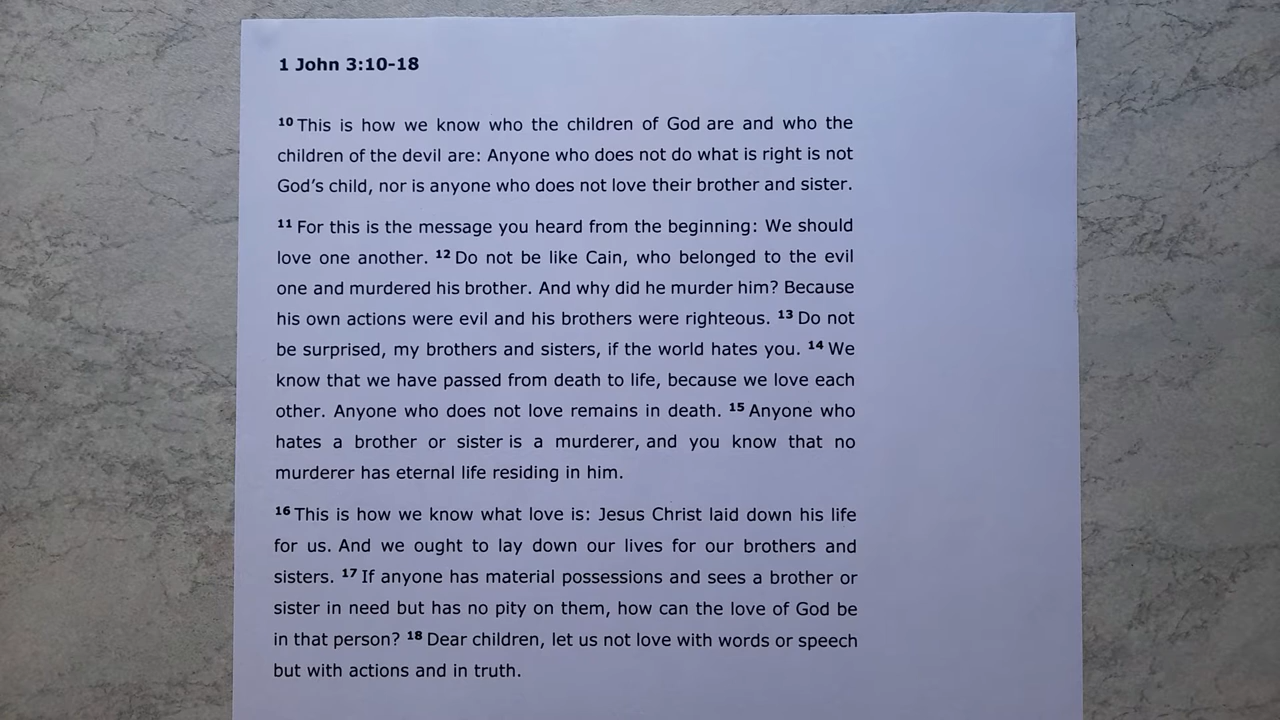 1 John 3:10-18
10 This is how we know who the children of God are and who the
children of the devil are: Anyone who does not do what is right is not
God’s child, nor is anyone who does not love their brother and sister.
11 For this is the message you heard from the beginning: We should
love one another. 12 Do not be like Cain, who belonged to the evil
one and murdered his brother. And why did he murder him? Because
his own actions were evil and his brothers were righteous. 13 Do not
be surprised, my brothers and sisters, if the world hates you. 14 We
know that we have passed from death to life, because we love each
other. Anyone who does not love remains in death. 15 Anyone who
hates a brother or sister is a murderer, and you know that no
murderer has eternal life residing in him.
16 This is how we know what love is: Jesus Christ laid down his life
for us. And we ought to lay down our lives for our brothers and
sisters. 17 If anyone has material possessions and sees a brother or
sister in need but has no pity on them, how can the love of God be
in that person? 18 Dear children, let us not love with words or speech
but with actions and in truth.